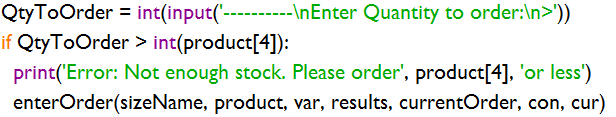 QtyToOrder = int(input('----------\nEnter Quantity to order:\n>'))
if QtyToOrder > int(product[4]):
  print('Error: Not enough stock. Please order', product[4], 'or less')
  enterOrder(sizeName, product, var, results, currentOrder, con, cur)